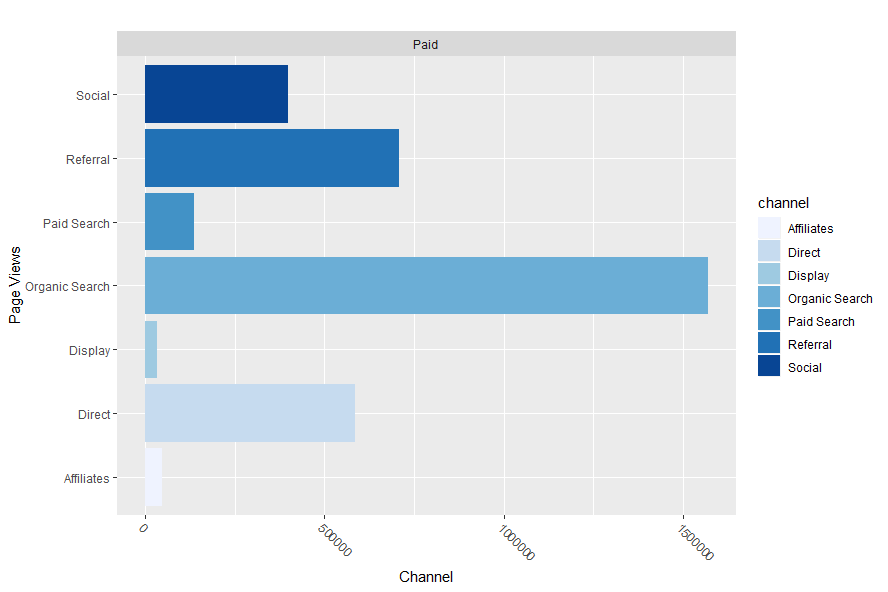 Paid
Social
Referral
Paid Search
Organic Search
Display
Direct
Affiliates
Page Views
0
500000
1000000
1500000
Channel
channel
Affiliates
Direct
Display
Organic Search
Paid Search
Referral
Social